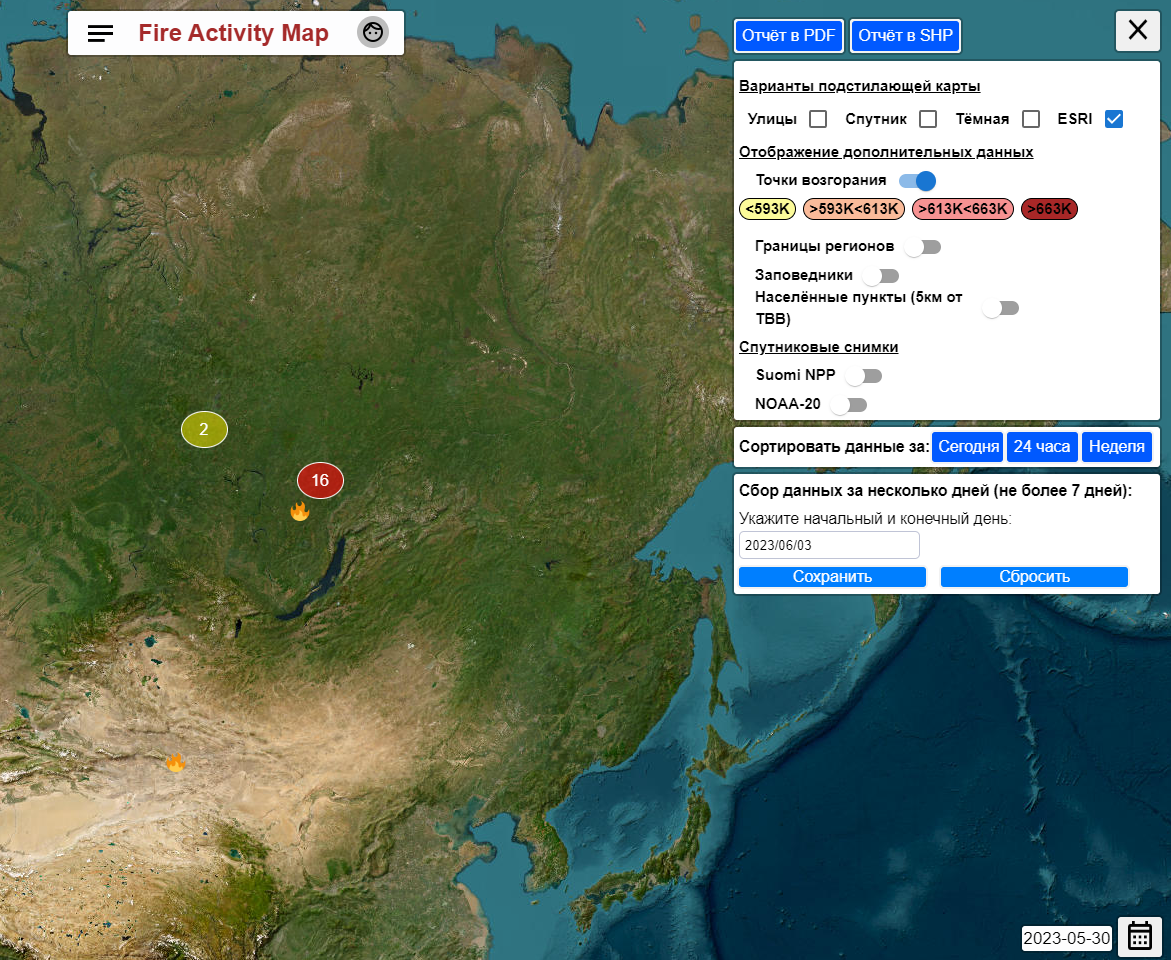 Fire Activity Map
Отчёт в PDF Отчёт в SHP
Варианты подстилающей карты
Улицы Спутник Тёмная ESRI
Отображение дополнительных данных
Точки возгорания
<593K >593K<613K >613K<663K >663K
Границы регионов
Заповедники
Населённые пункты (5км от
ТВВ)
Спутниковые снимки
Suomi NPP
NOAA-20
Сортировать данные за: Сегодня 24 часа Неделя
Сбор данных за несколько дней (не более 7 дней):
Укажите начальный и конечный день:
2023/06/03
Сохранить Сбросить
2
16
2023-05-30